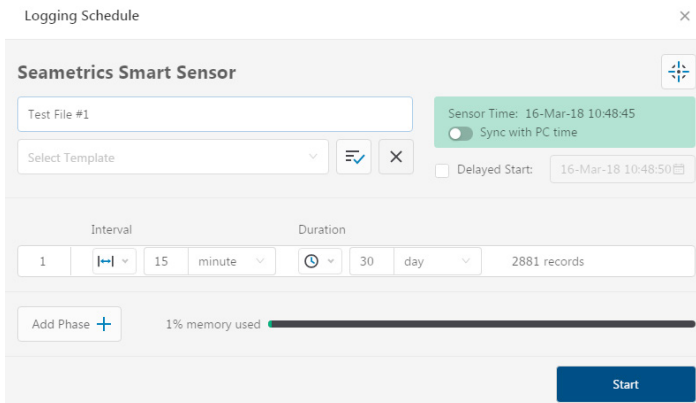 Logging Schedule
Seametrics Smart Sensor
Test File #1
Sensor Time: 16-Mar-18 10:48:45
Sync with PC time
Select Template
Delayed Start: 16-Mar-18 10:48:50
Interval Duration
1 15 minute 30 day 2881 records
Add Phase 1% memory used
Start